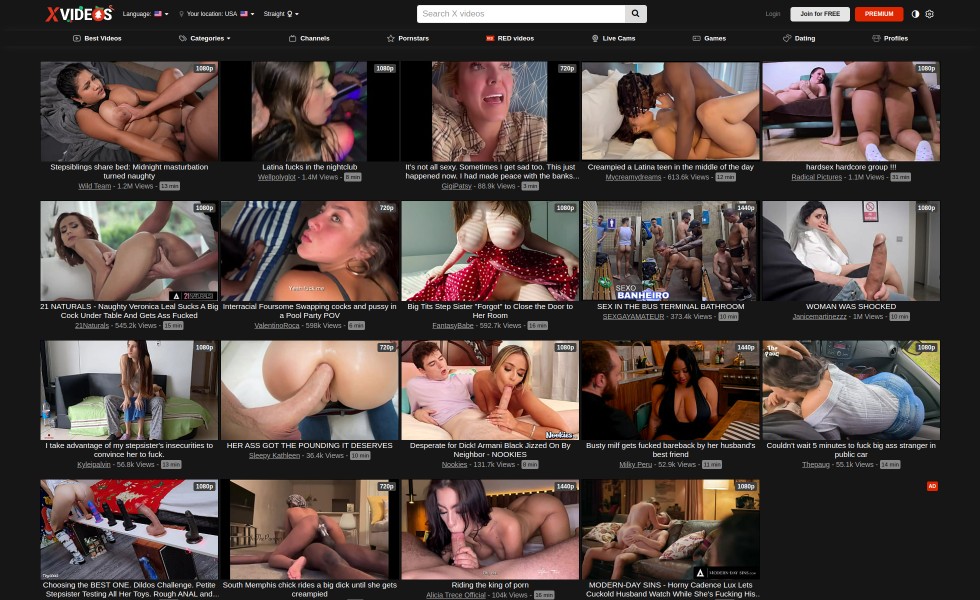 XVIDEOS
Language:
Your location: USA
Straight
Search X videos
Login
Join for FREE
PREMIUM
Best Videos
Categories
Channels
Pornstars
RED videos
Live Cams
Games
Dating
Profiles
1080p
1080p
720p
1080p
Stepsiblings share bed: Midnight masturbation
turned naughty
Wild Team - 1.2M Views - 13 min
Latina fucks in the nightclub
Wellpolyglot - 1.4M Views - 8 min
It's not all sexy. Sometimes I get sad too. This just
happened now. I had made peace with the banks...
GigiPatsy - 88.9k Views - 3 min
Creampied a Latina teen in the middle of the day
Mvcreamydreams - 613.6k Views - 12 min
hardsex hardcore group !!!
Radical Pictures - 1.1M Views - 31 min
1080p
720p
1080p
1440p
1080p
Yeah fuck me
SEXO
BANHEIRO
21 NATURALS - Naughty Veronica Leal Sucks A Big
Cock Under Table And Gets Ass Fucked
21Naturals - 545.2k Views - 15 min
Interracial Foursome Swapping cocks and pussy in
a Pool Party POV
ValentinoRoca - 598k Views - 6 min
Big Tits Step Sister "Forgot" to Close the Door to
Her Room
FantasyBabe - 592.7k Views - 16 min
SEX IN THE BUS TERMINAL BATHROOM
SEXGAYAMATEUR - 373.4k Views - 10 min
WOMAN WAS SHOCKED
Janicemartinezzz - 1M Views - 10 min
1080p
720p
1080p
1440p
1080p
Nookies
I take advantage of my stepsister's insecurities to
convince her to fuck.
Kyleipalvin - 56.8k Views - 13 min
HER ASS GOT THE POUNDING IT DESERVES
Sleepy Kathleen - 36.4k Views - 10 min
Desperate for Dick! Armani Black Jizzed On By
Neighbor - NOOKIES
Nookies - 131.7k Views - 9 min
Busty milf gets fucked bareback by her husband's
best friend
Milky Peru - 52.9k Views - 11 min
Couldn't wait 5 minutes to fuck big ass stranger in
public car
Thepaug - 55.1k Views - 14 min
1080p
720p
1440p
1080p
AD
MODERN-DAY SINS
Choosing the BEST ONE. Dildos Challenge. Petite
Stepsister Testing All Her Toys. Rough ANAL and...
South Memphis chick rides a big dick until she gets
creampied
Riding the king of porn
Alicia Trece Official - 104k Views - 16 min
MODERN-DAY SINS - Horny Cadence Lux Lets
Cuckold Husband Watch While She's Fucking His..